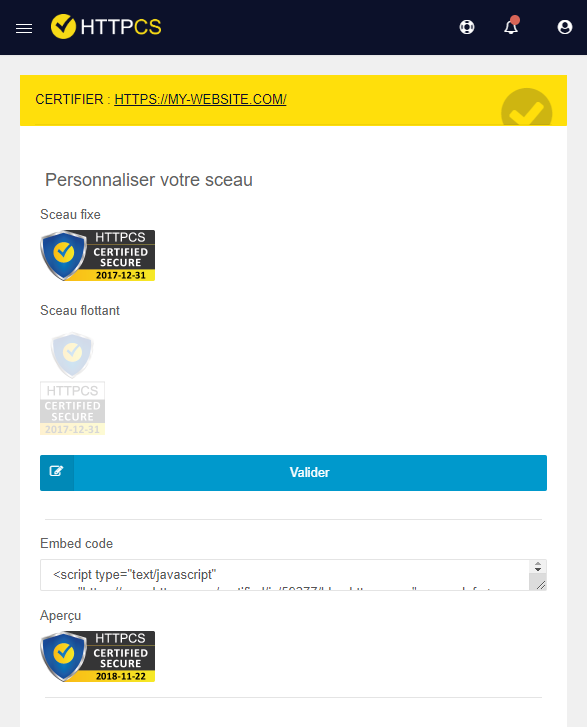 HTTPCS
CERTIFIER : HTTPS://MY-WEBSITE.COM/
Personnaliser votre sceau
Sceau fixe
HTTPCS
CERTIFIED
SECURE
2017-12-31
Sceau flottant
HTTPCS
CERTIFIED
SECURE
2017-12-31
Valider
Embed code
<script type="text/javascript"
Aperçu
HTTPCS
CERTIFIED
SECURE
2018-11-22